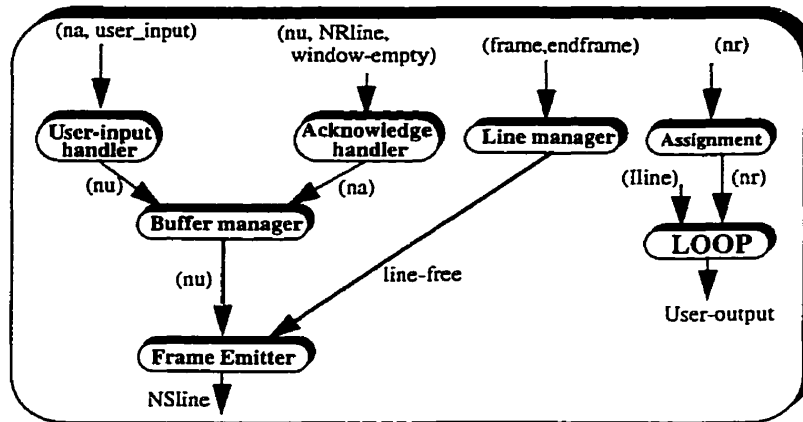 (na, user_input)
(nu, NRline,
window-empty)
(frame,endframe)
(nr)
User-input
handler
Acknowledge
handler
Line manager
Assignment
(nu)
(na)
(Iline)
(nr)
Buffer manager
LOOP
(nu)
line-free
User-output
Frame Emitter
NSline